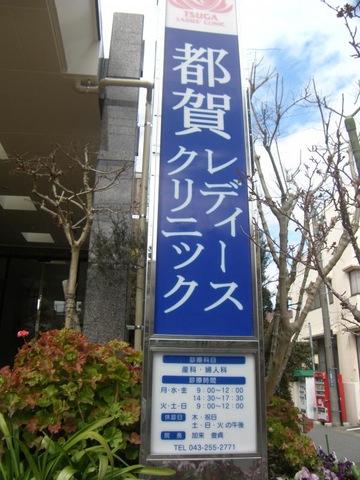 TSUGA
LADIES' CLINIC
都賀
レディース
クリニック
診療科目
産科・婦人科
診療時間
月・水・金 9:00〜12:00
14:30〜17:30
火・土・日 9:00〜12:00
休診日 木・祝日
土・日・火の午後
院長 加来
TEL 043-255-2771